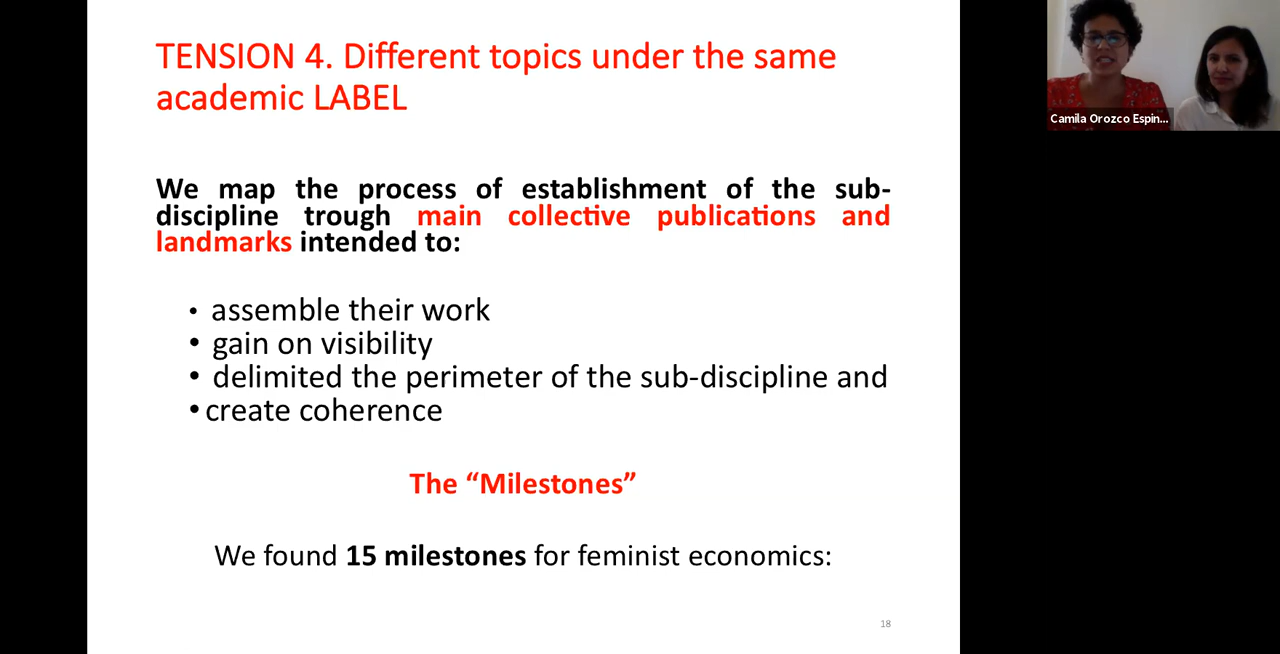 TENSION 4. Different topics under the same
academic LABEL
We map the process of establishment of the sub-
discipline trough main collective publications and
landmarks intended to:
• assemble their work
• gain on visibility
• delimited the perimeter of the sub-discipline and
• create coherence
The “Milestones”
We found 15 milestones for feminist economics:
18
Camila Orozco Espin...